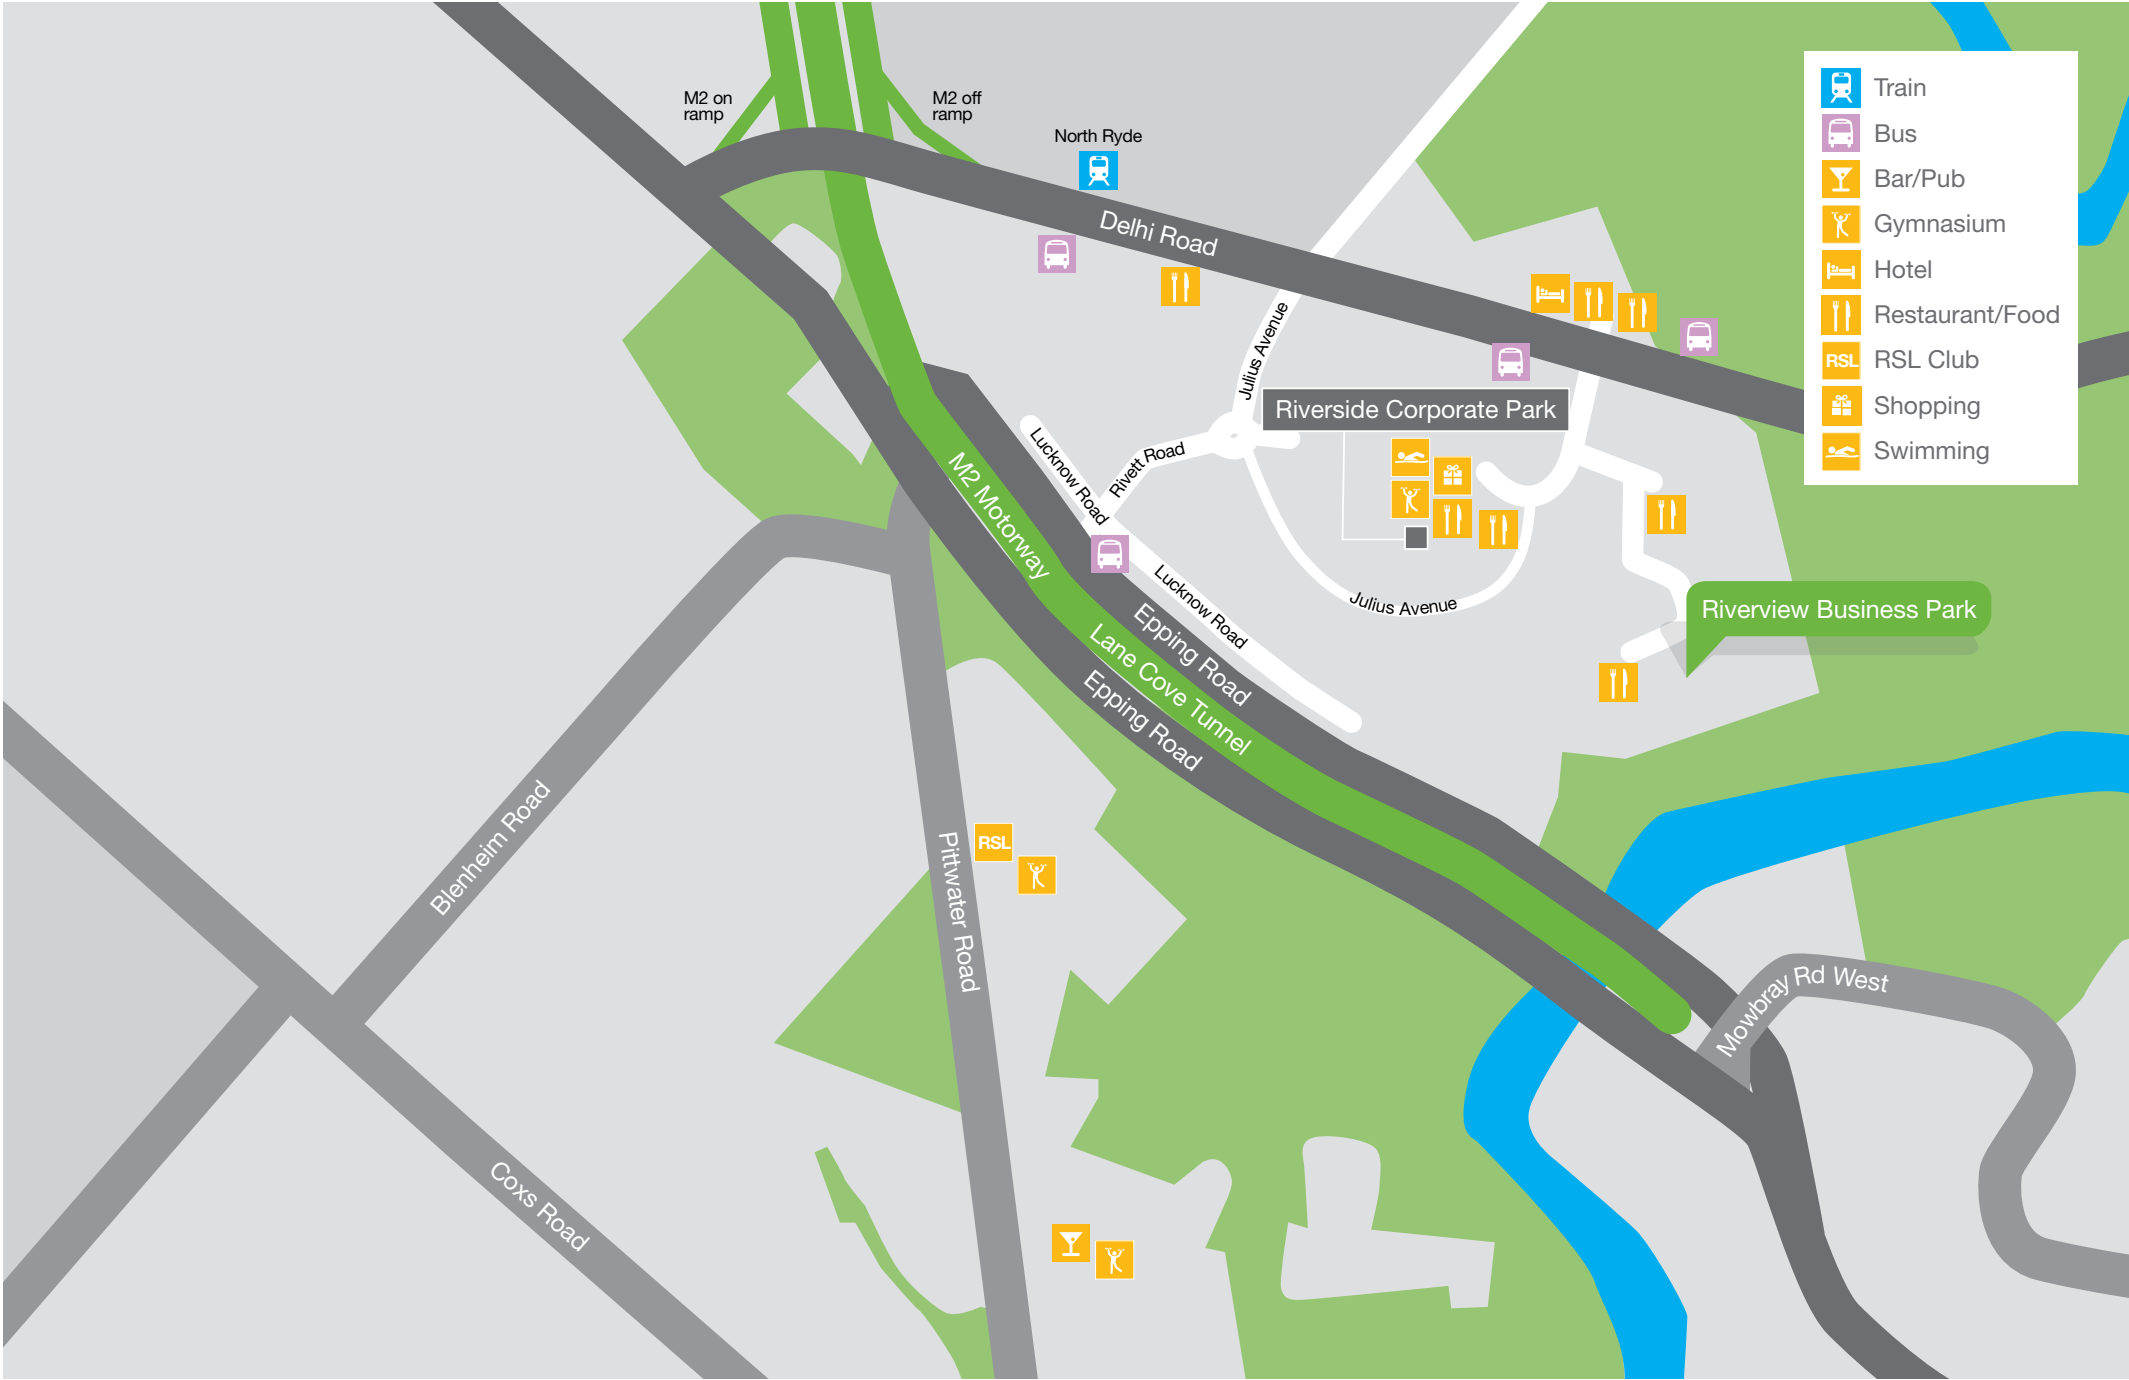 M2 on
ramp
M2 off
ramp
North Ryde
Delhi Road
Julius Avenue
Riverside Corporate Park
Lucknow Road
Rivett Road
M2 Motorway
Lucknow Road
Julius Avenue
Epping Road
Lane Cove Tunnel
Epping Road
Riverview Business Park
Blenheim Road
Pittwater Road
RSL
Mowbray Rd West
Coxs Road
Train
Bus
Bar/Pub
Gymnasium
Hotel
Restaurant/Food
RSL RSL Club
Shopping
Swimming